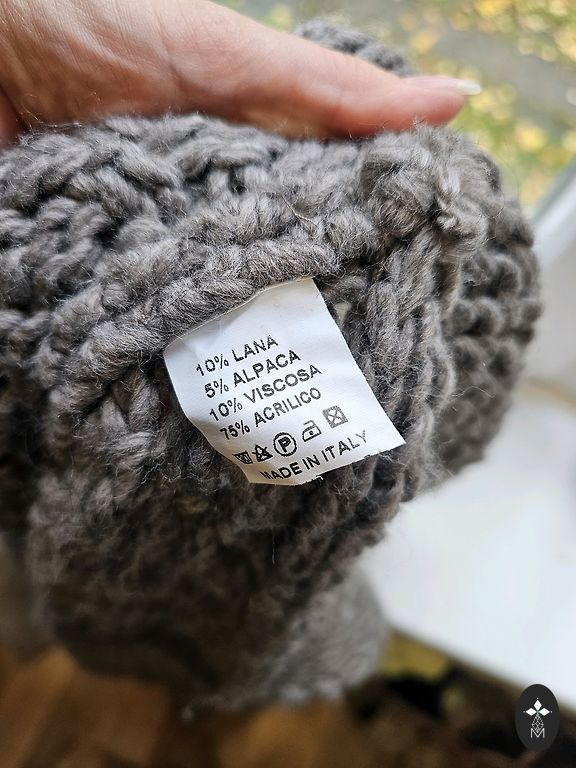 10% LANA
5% ALPACA
10% VISCOSA
75% ACRILICO
P
MADE IN ITALY
M